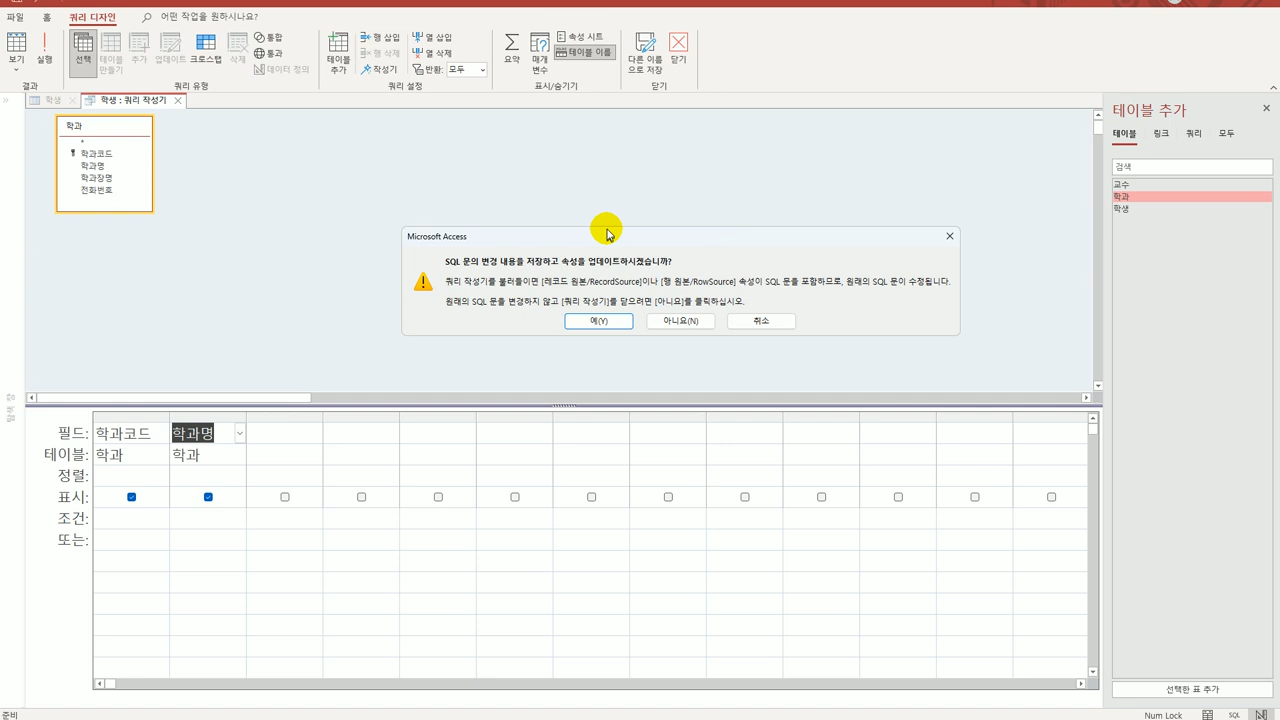 파일
홈
쿼리 디자인
어떤 작업을 원하시나요?
보기
실행
선택
테이블
만들기
추가
업데이트
크로스탭
삭제
통합
통과
데이터 정의
테이블
추가
행 삽입
행 삭제
작성기
열 삽입
열 삭제
반환: 모두
요약
매개
변수
속성 시트
테이블 이름
다른 이름
으로 저장
닫기
결과
쿼리 유형
쿼리 설정
표시/숨기기
닫기
학생
학생 : 쿼리 작성기
학과
*
학과코드
학과명
학과장명
전화번호
Microsoft Access
SQL 문의 변경 내용을 저장하고 속성을 업데이트하시겠습니까?
쿼리 작성기를 불러들이면 [레코드 원본/RecordSource]이나 [행 원본/RowSource] 속성이 SQL 문을 포함하므로, 원래의 SQL 문이 수정됩니다.
원래의 SQL 문을 변경하지 않고 [쿼리 작성기]를 닫으려면 [아니요]를 클릭하십시오.
예(Y)
아니요(N)
취소
테이블 추가
테이블
링크
쿼리
모두
검색
교수
학과
학생
선택한 표 추가
탐색 창
필드: 학과코드 학과명
테이블: 학과 학과
정렬:
표시:
조건:
또는:
준비
Num Lock
SQL